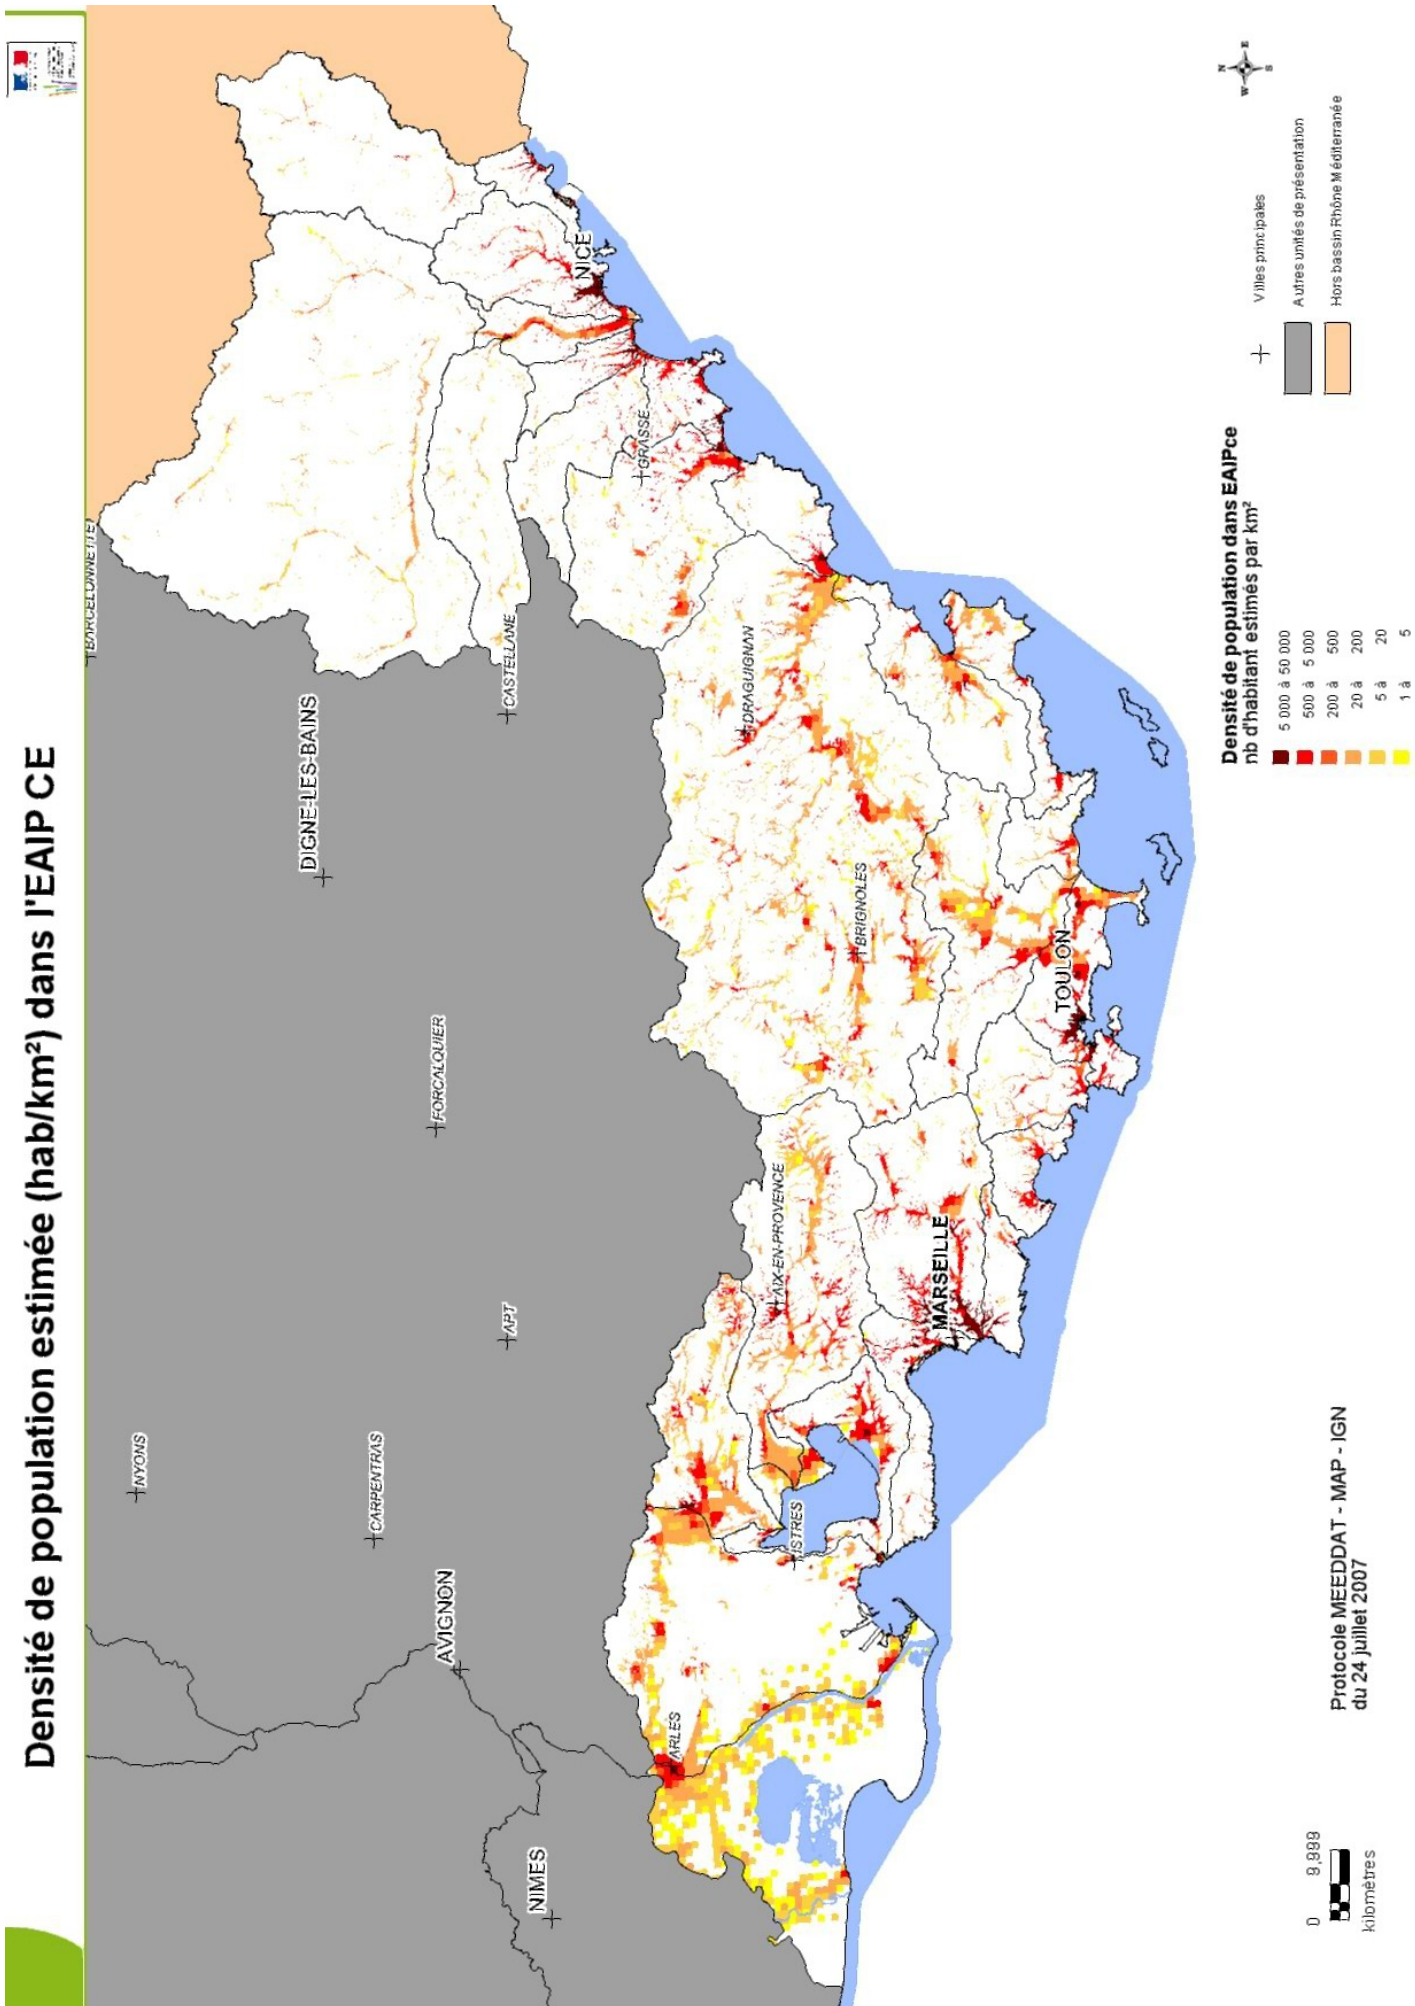 Densité de population estimée (hab/km²) dans l'EAIP CE
BARCELONNETTE
NYONS
DIGNE-LES-BAINS
CARPENTRAS
FORCALQUIER
AVIGNON
APT
CASTELLANE
NIMES
NICE
GRASSE
DRAGUIGNAN
ARLES
AIX-EN-PROVENCE
ISTRES
BRIGNOLES
MARSEILLE
TOULON
0 9,999
kilomètres
Protocole MEEDDAT - MAP - IGN
du 24 juillet 2007
Densité de population dans EAIPce
nb d'habitant estimés par km²
5 000 à 50 000
500 à 5 000
200 à 500
20 à 200
5 à 20
1 à 5
Villes principales
Autres unités de présentation
Hors bassin Rhône Méditerranée
N
W E
S